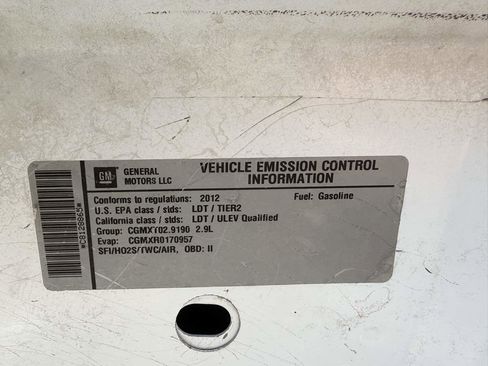 GM
GENERAL
MOTORS LLC
VEHICLE EMISSION CONTROL
INFORMATION
Conforms to regulations: 2012 Fuel: Gasoline
U.S. EPA class / stds: LDT / TIER2
California class / stds: LDT / ULEV Qualified
Group: CGMXT02.9190 2.9L
Evap: CGMXR0170957
SFI/HO2S/TWC/AIR, OBD: II